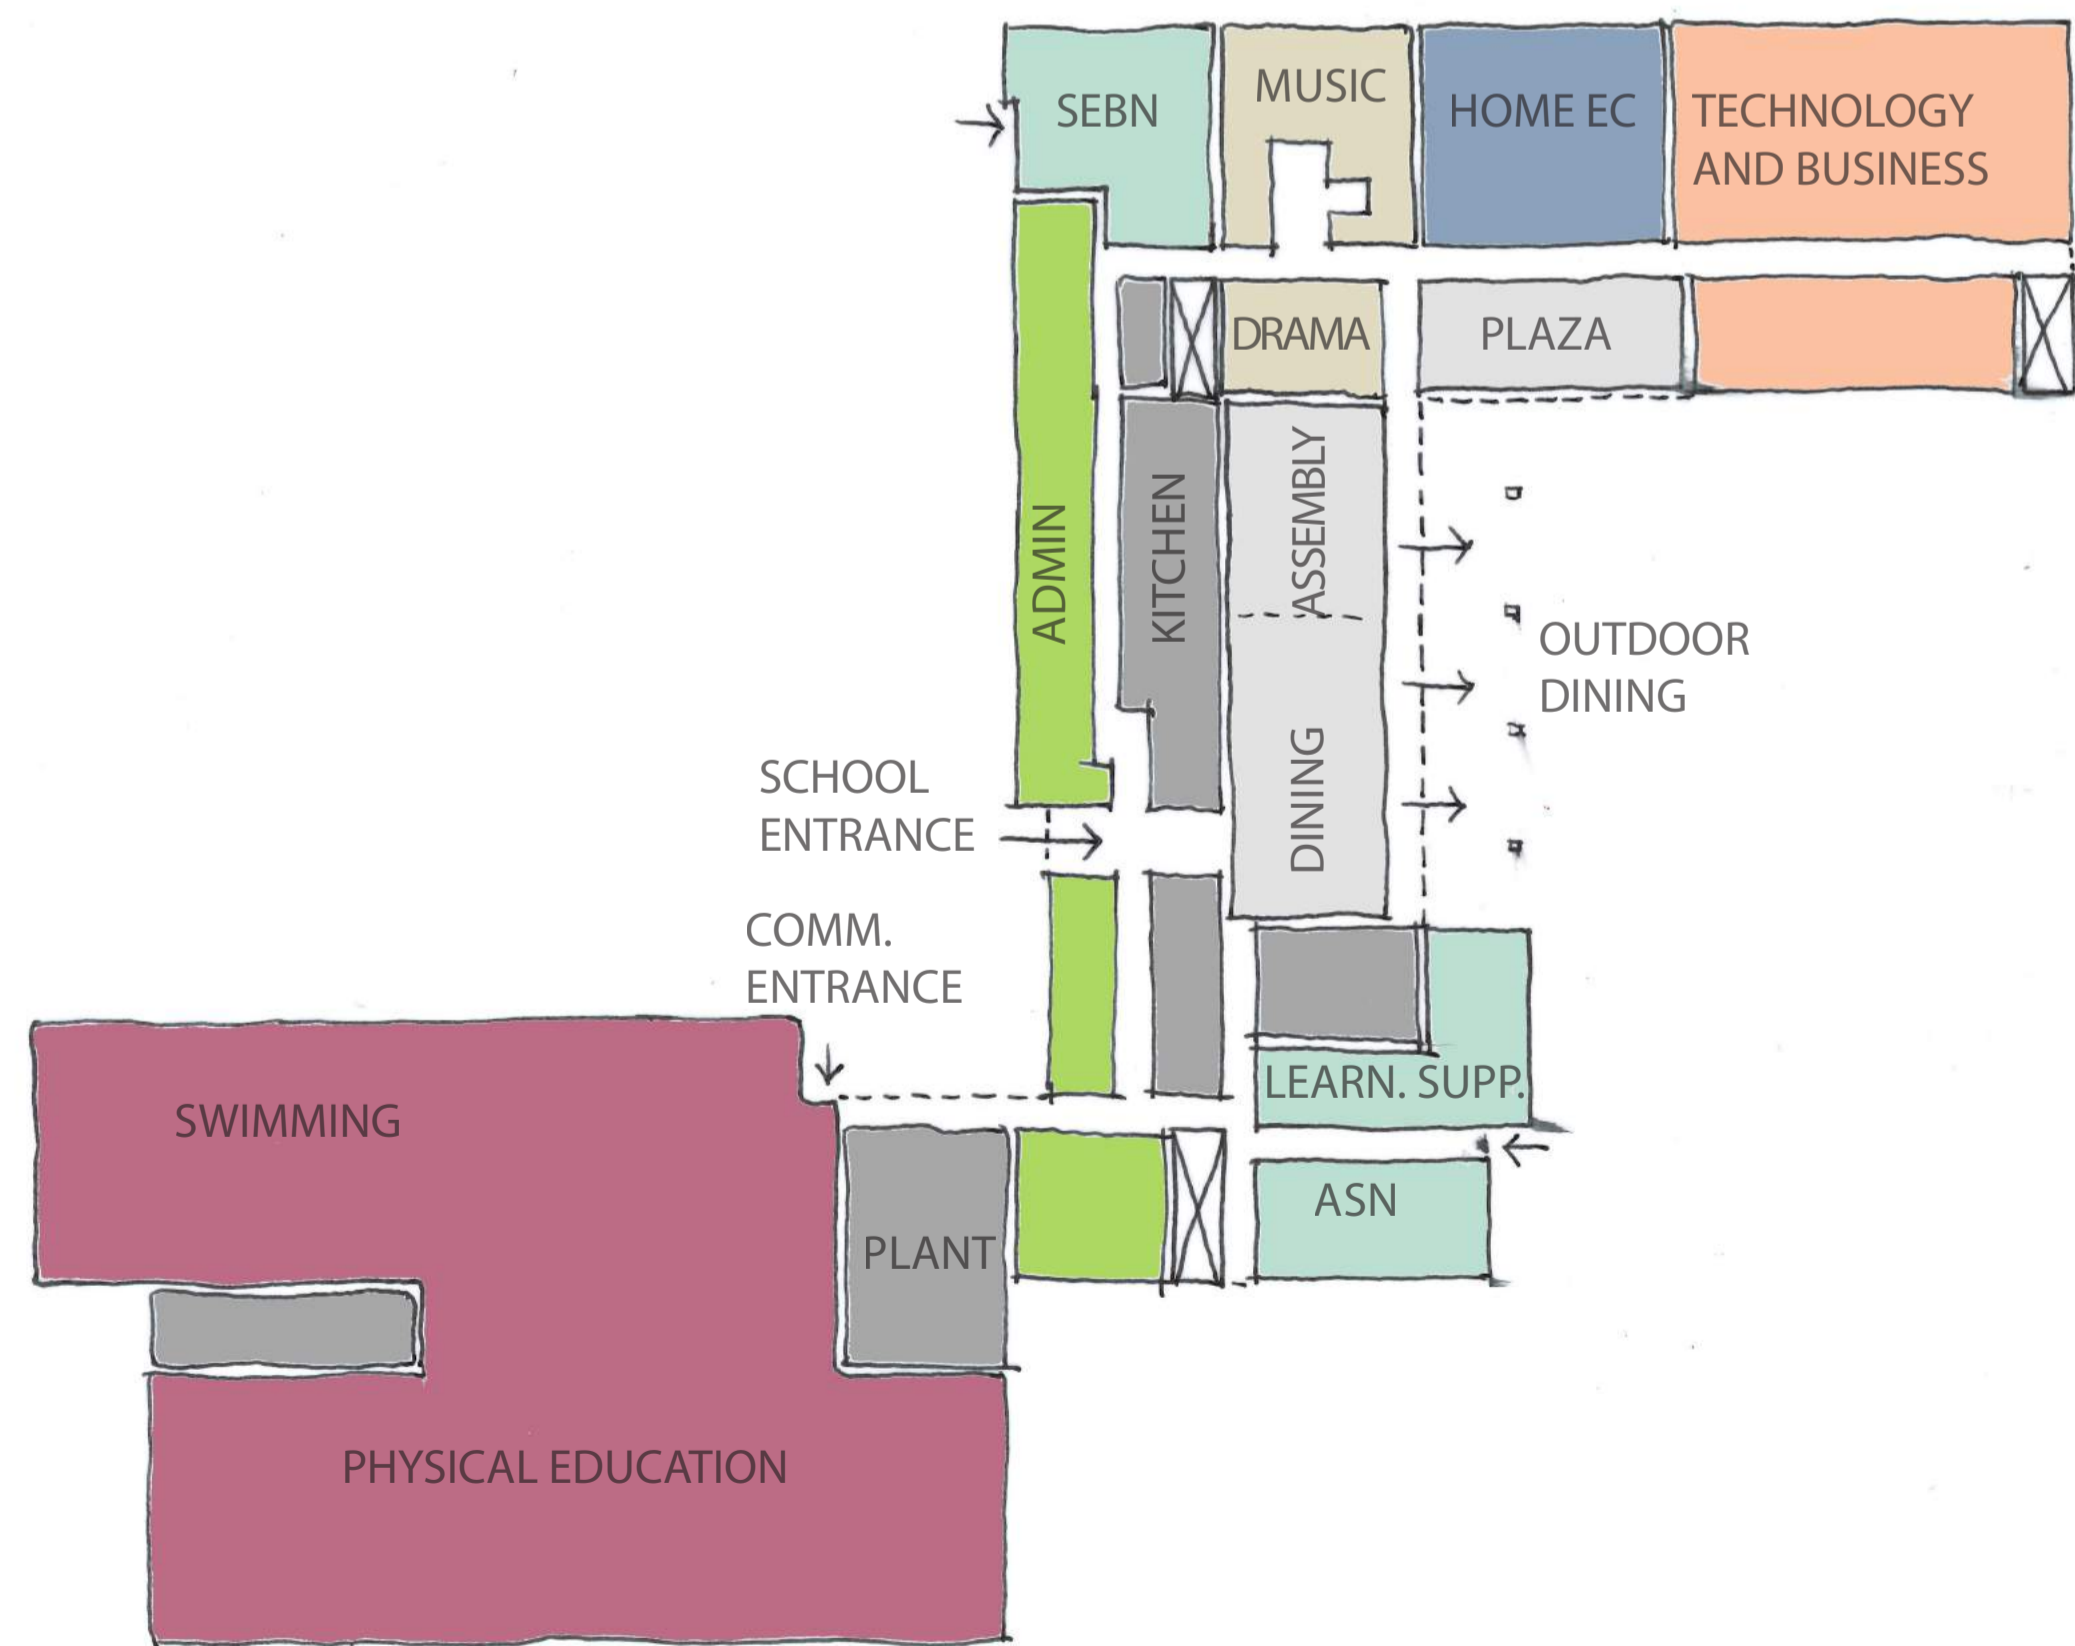 SEBN
MUSIC
HOME EC
TECHNOLOGY
AND BUSINESS
DRAMA
PLAZA
ADMIN
KITCHEN
ASSEMBLY
DINING
OUTDOOR
DINING
SCHOOL
ENTRANCE
COMM.
ENTRANCE
LEARN. SUPP.
SWIMMING
PLANT
ASN
PHYSICAL EDUCATION